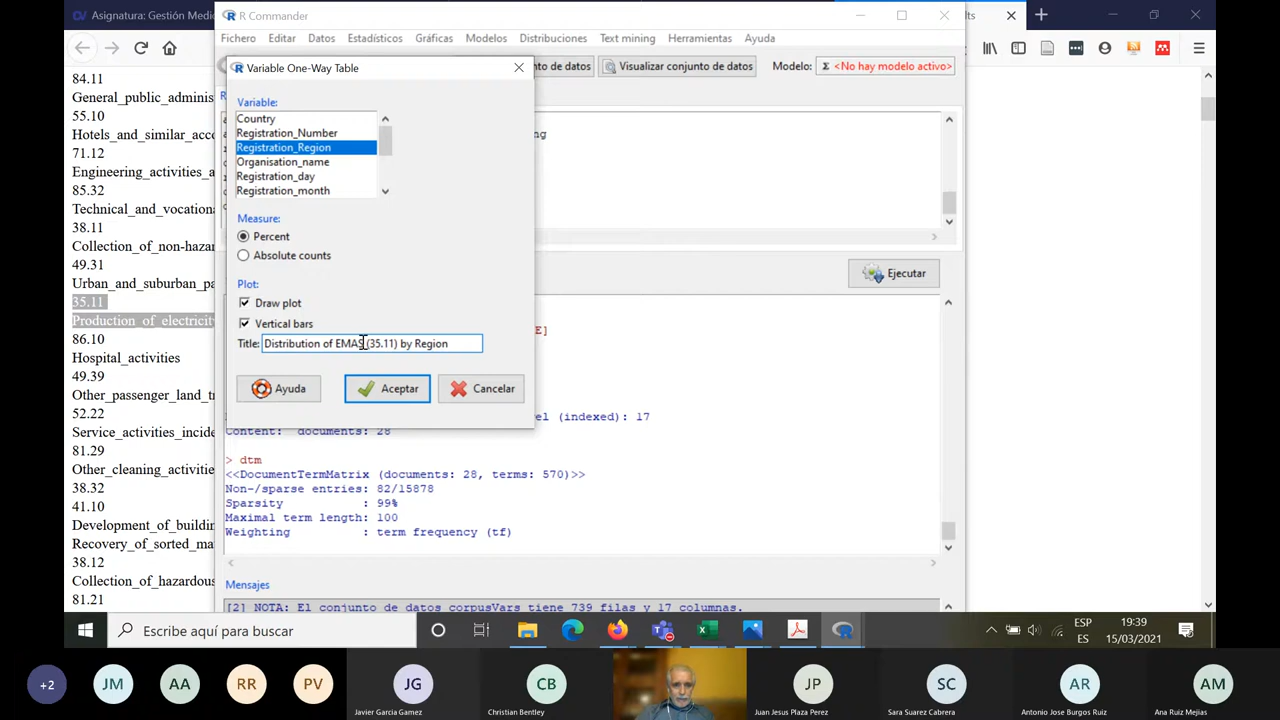 Asignatura: Gestión Medi
R Commander
lts
Fichero Editar Datos Estadísticos Gráficas Modelos Distribuciones Text mining Herramientas Ayuda
Variable One-Way Table
nto de datos
Visualizar conjunto de datos
Modelo:
Σ <No hay modelo activo>
84.11
General_public_adminis
55.10
Hotels_and_similar_acc
71.12
Engineering_activities_a
85.32
Technical_and_vocationa
38.11
Collection_of_non-hazar
49.31
Urban_and_suburban_pa
35.11
Production_of_electricity
86.10
Hospital_activities
49.39
Other_passenger_land_tr
52.22
Service_activities_incide
81.29
Other_cleaning_activities
38.32
41.10
Development_of_building
Recovery_of_sorted_ma
38.12
Collection_of_hazardous
81.21
Variable:
Country
Registration_Number
Registration_Region
Organisation_name
Registration_day
Registration_month
Measure:
Percent
Absolute counts
Plot:
Draw plot
Vertical bars
Title: Distribution of EMAS (35.11) by Region
Ayuda
Aceptar
Cancelar
ng
Ejecutar
E]
el (indexed): 17
Content: documents: 28
> dtm
<<DocumentTermMatrix (documents: 28, terms: 570)>>
Non-/sparse entries: 82/15878
Sparsity : 99%
Maximal term length: 100
Weighting : term frequency (tf)
Mensajes
[2] NOTA: El conjunto de datos corpusVars tiene 739 filas y 17 columnas.
Escribe aquí para buscar
ESP
ES
19:39
15/03/2021
+2
JM
AA
RR
PV
JG
Javier Garcia Gamez
CB
Christian Bentley
JP
Juan Jesus Plaza Perez
SC
Sara Suarez Cabrera
AR
Antonio Jose Burgos Ruiz
AM
Ana Ruiz Mejias